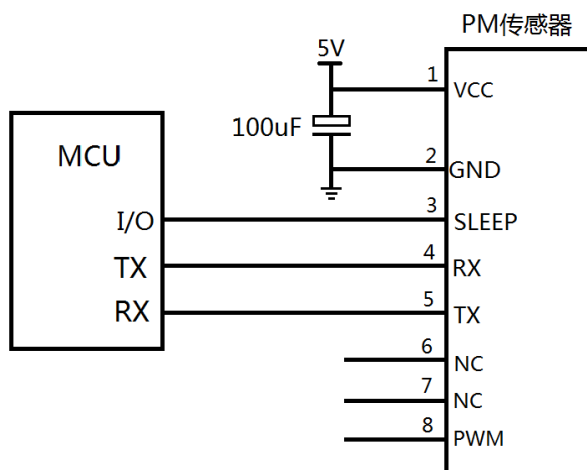 PM传感器
5V
1
VCC
100uF
MCU
2
GND
I/O
3
SLEEP
TX
4
RX
RX
5
TX
6
NC
7
NC
8
PWM